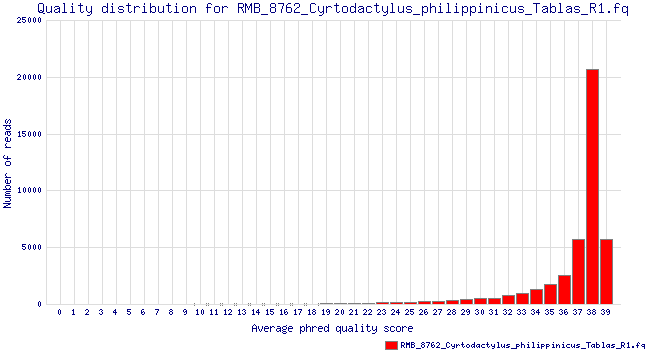 Quality distribution for RMB_8762_Cyrtodactylus_philippinicus_Tablas_R1.fq
25000
20000
15000
10000
5000
0
Number of reads
0 1 2 3 4 5 6 7 8 9 10 11 12 13 14 15 16 17 18 19 20 21 22 23 24 25 26 27 28 29 30 31 32 33 34 35 36 37 38 39
Average phred quality score
RMB_8762_Cyrtodactylus_philippinicus_Tablas_R1.fq